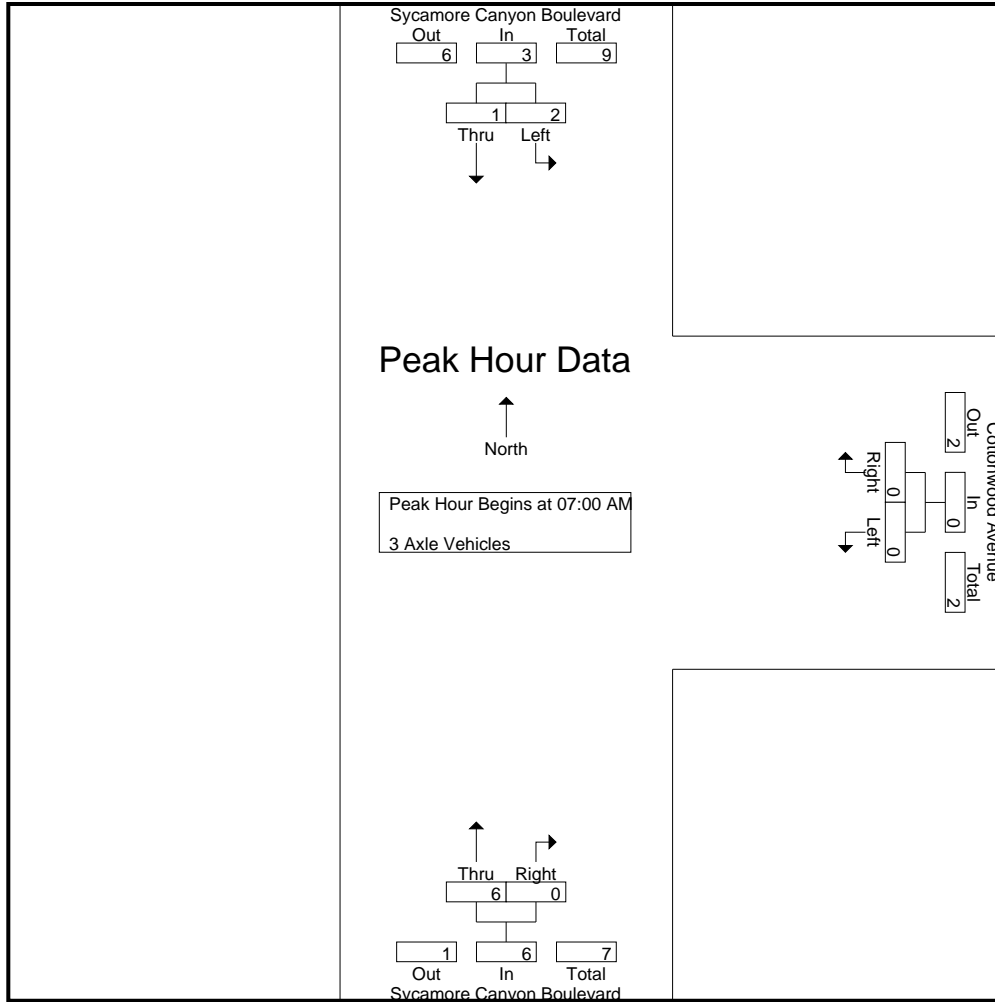 Sycamore Canyon Boulevard
Out In Total
6 3 9
1 2
Thru Left
Peak Hour Data
North
Peak Hour Begins at 07:00 AM
3 Axle Vehicles
Cottonwood Avenue
Out In Total
2 0 2
Right Left
0 0
Thru Right
6 0
1 6 7
Out In Total
Sycamore Canyon Boulevard